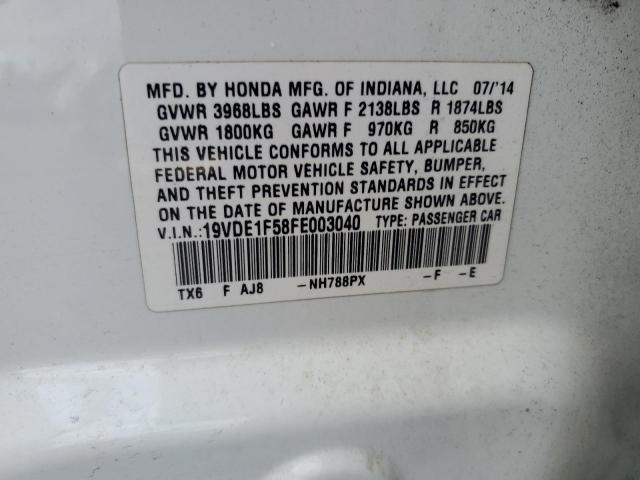 MFD. BY HONDA MFG. OF INDIANA, LLC 07/'14
GVWR 3968LBS GAWR F 2138LBS R 1874LBS
GVWR 1800KG GAWR F 970KG R 850KG
THIS VEHICLE CONFORMS TO ALL APPLICABLE
FEDERAL MOTOR VEHICLE SAFETY, BUMPER,
AND THEFT PREVENTION STANDARDS IN EFFECT
ON THE DATE OF MANUFACTURE SHOWN ABOVE.
V.I.N.:19VDE1F58FE003040 TYPE: PASSENGER CAR
TX6 F AJ8 -NH788PX -F -E